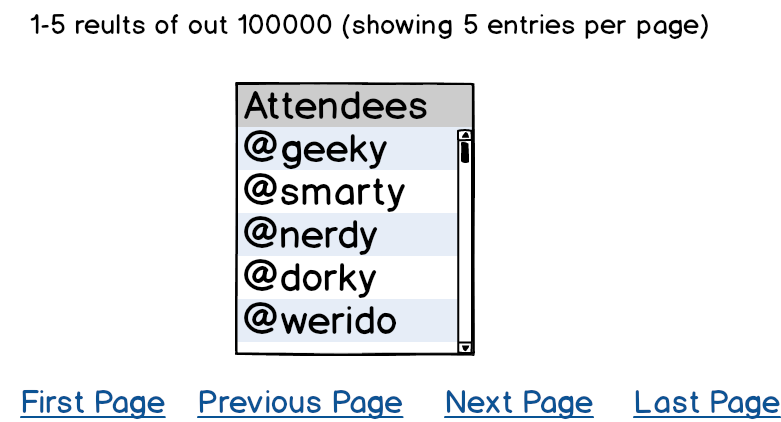 1-5 reults of out 100000 (showing 5 entries per page)
Attendees
@geeky
@smarty
@nerdy
@dorky
@werido
First Page Previous Page Next Page Last Page